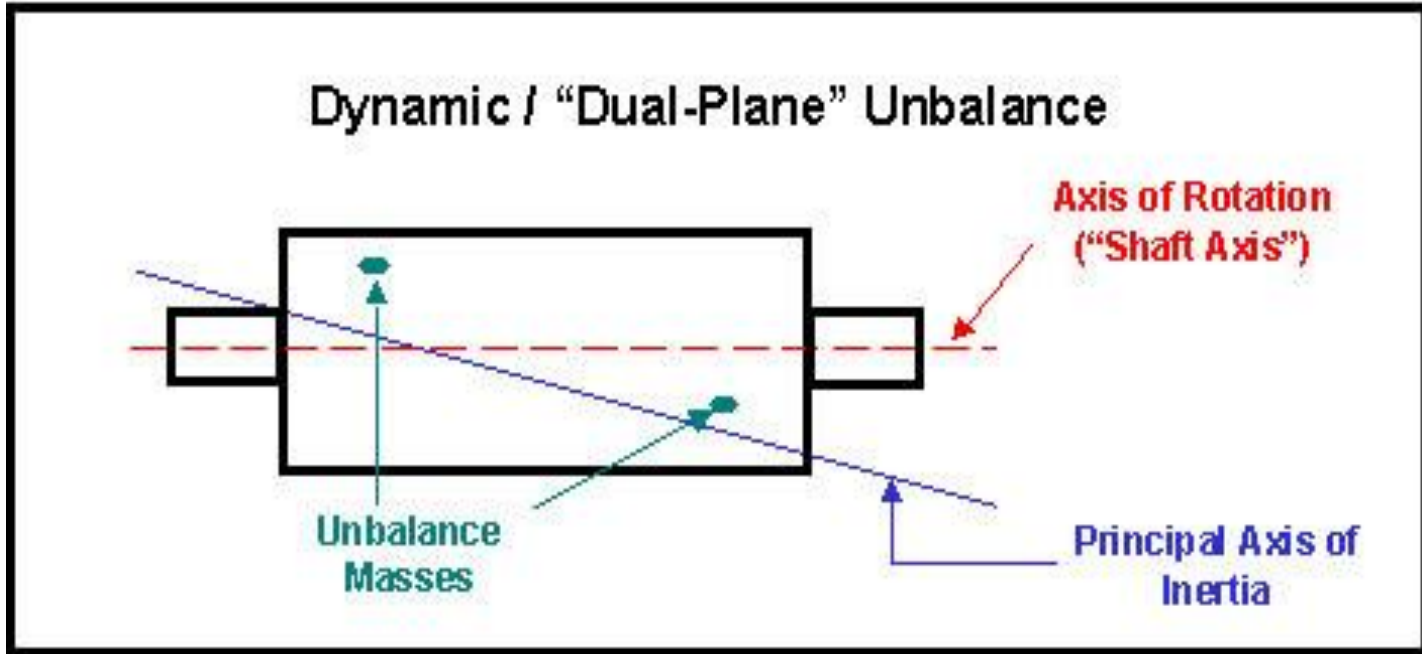 Dynamic / “Dual-Plane” Unbalance
Axis of Rotation
(“Shaft Axis”)
Unbalance
Masses
Principal Axis of
Inertia